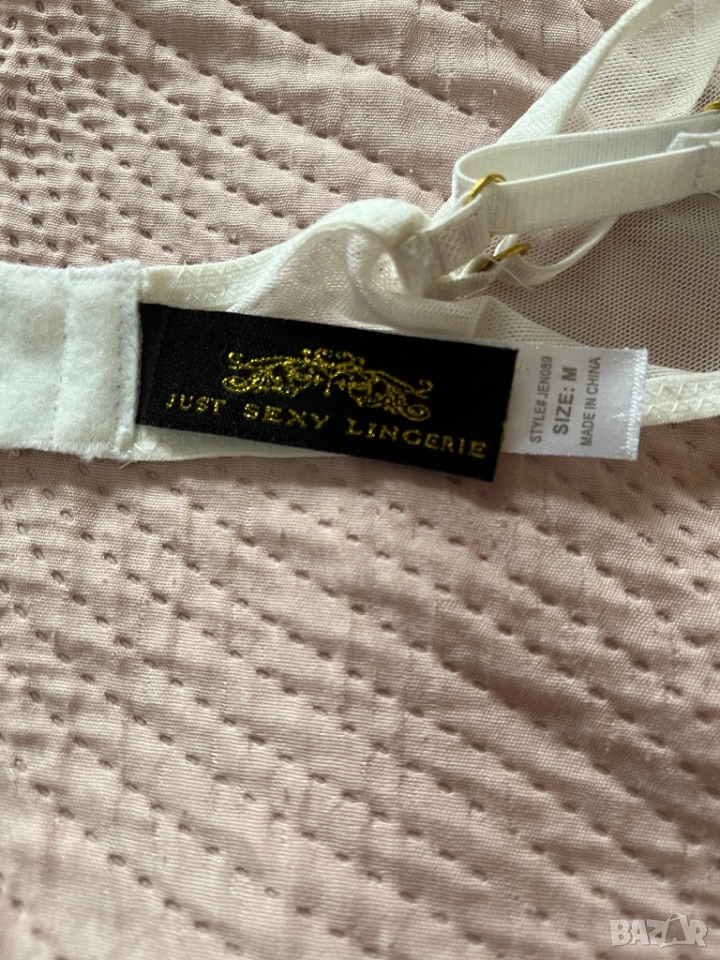 JUST SEXY LINGERIE
STYLE# JEN089
SIZE: M
MADE IN CHINA
BAZAR